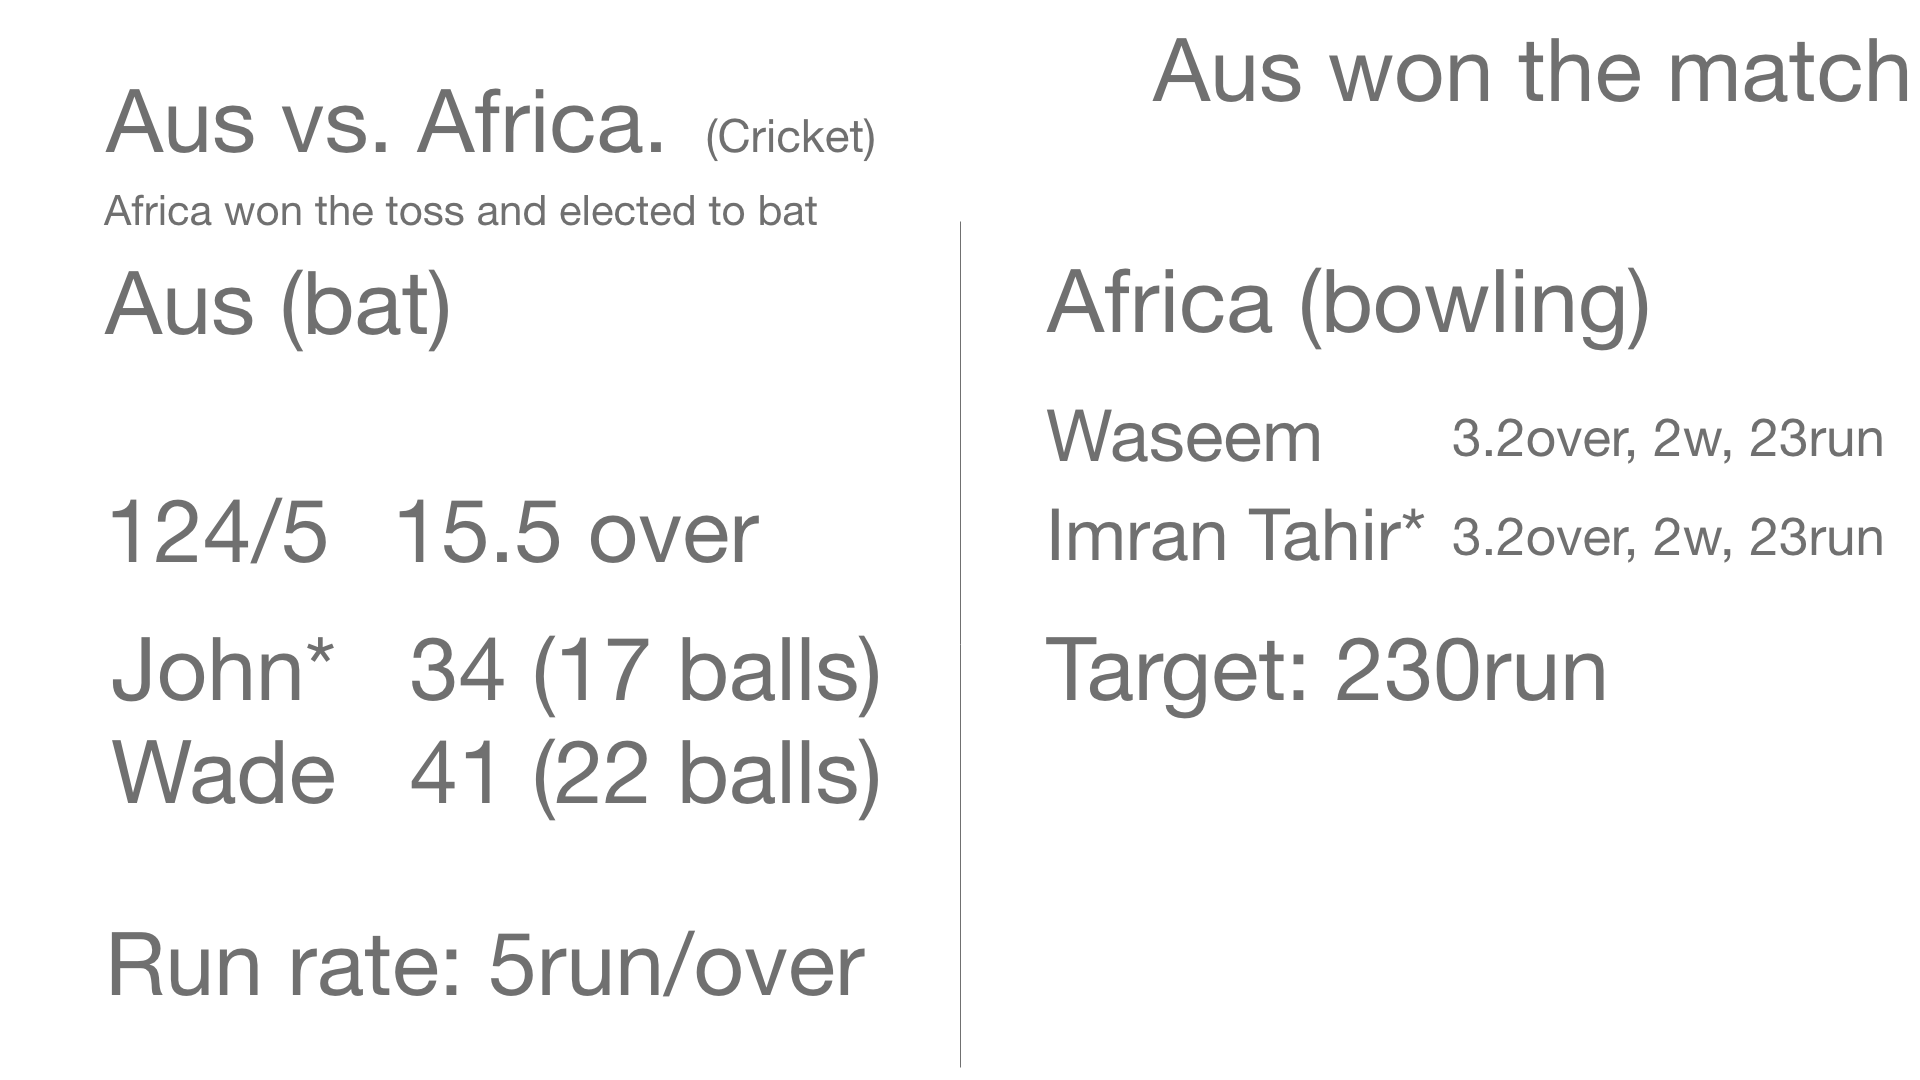 Aus won the match
Aus vs. Africa. (Cricket)
Africa won the toss and elected to bat
Aus (bat)
124/5 15.5 over
John* 34 (17 balls)
Wade 41 (22 balls)
Run rate: 5run/over
Africa (bowling)
Waseem 3.2over, 2w, 23run
Imran Tahir* 3.2over, 2w, 23run
Target: 230run